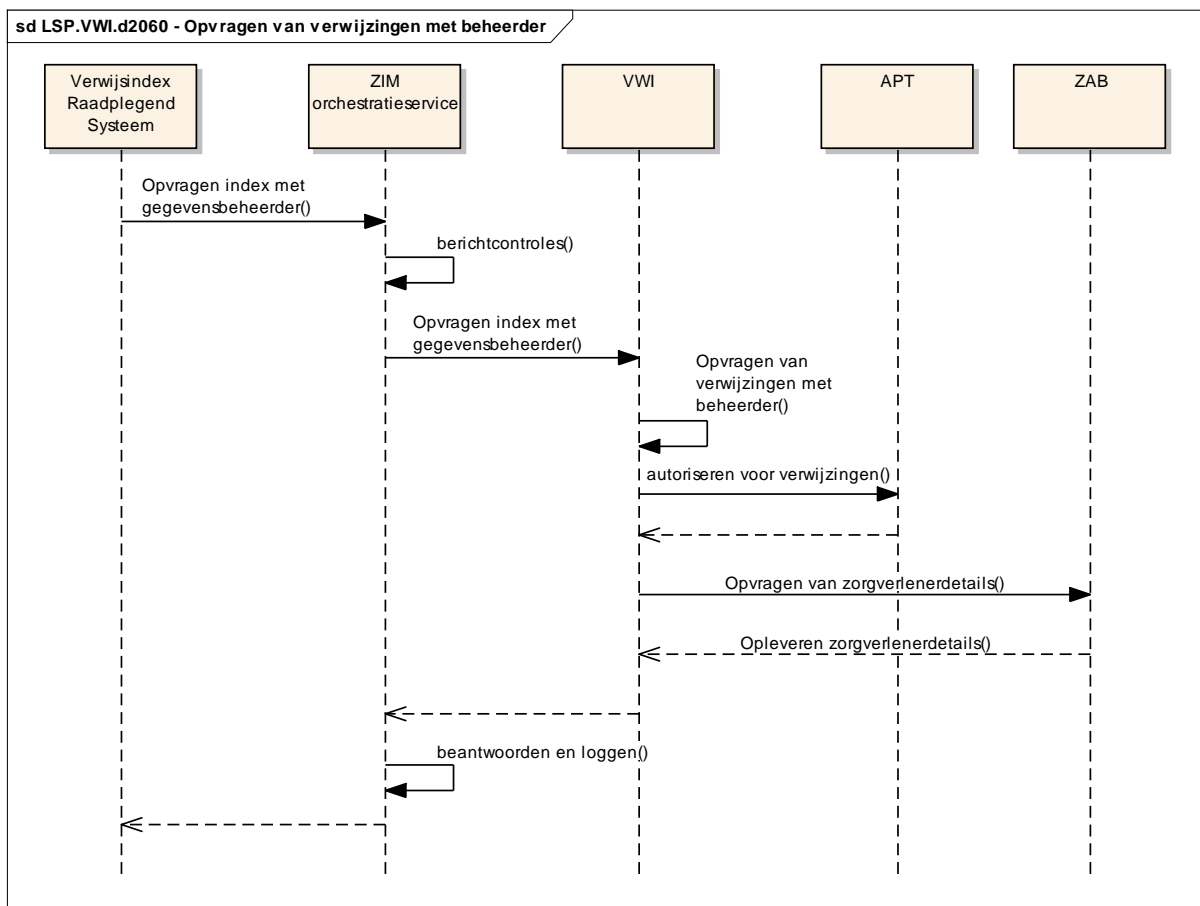 sd LSP.VWI.d2060 - Opvragen van verwijzingen met beheerder
Verwijsindex
Raadplegend
Systeem
ZIM
orchestratieservice
VWI
APT
ZAB
Opvragen index met
gegevensbeheerder()
berichtcontroles()
Opvragen index met
gegevensbeheerder()
Opvragen van
verwijzingen met
beheerder()
autoriseren voor verwijzingen()
Opvragen van zorgverlenerdetails()
Opleveren zorgverlenerdetails()
beantwoorden en loggen()